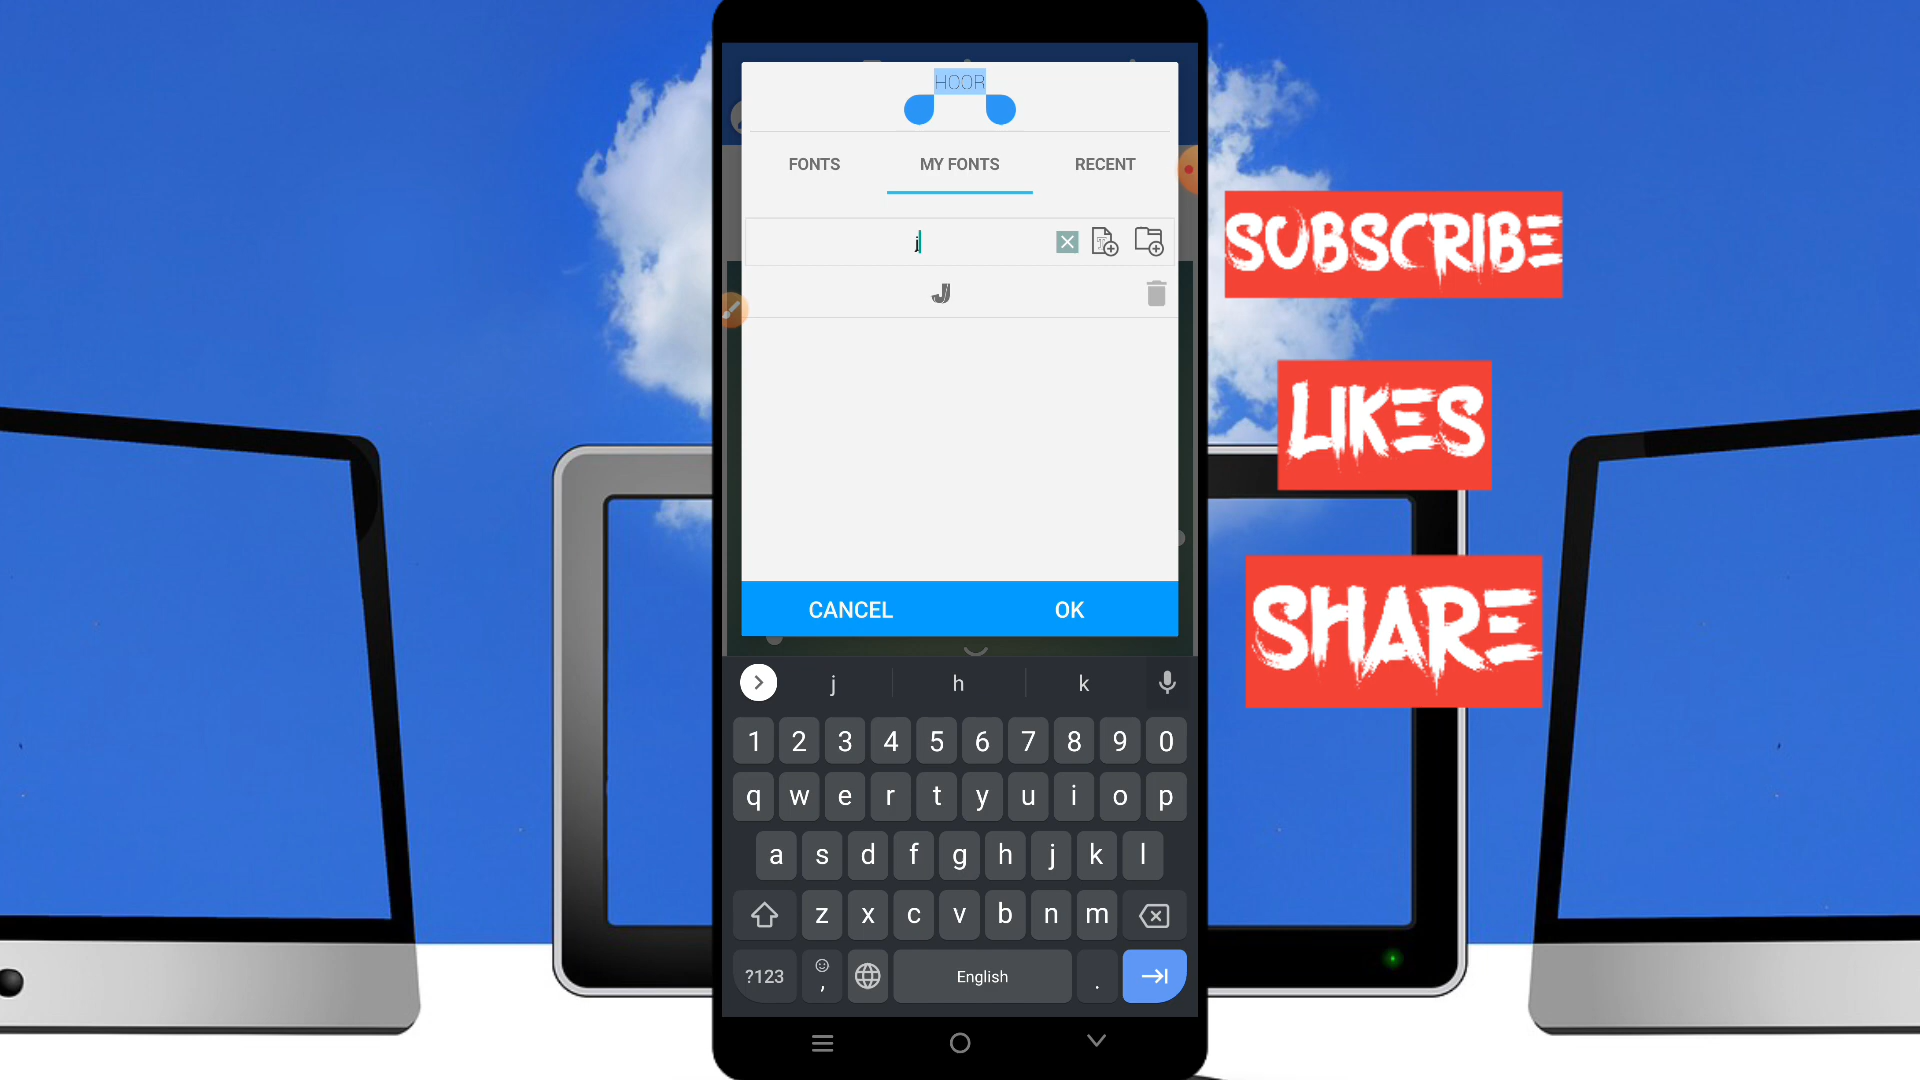 HOOR
FONTS MY FONTS RECENT
j
J
CANCEL OK
j h k
1 2 3 4 5 6 7 8 9 0
q w e r t y u i o p
a s d f g h j k l
z x c v b n m
?123 , English .
SUBSCRIBE
LIKES
SHARE